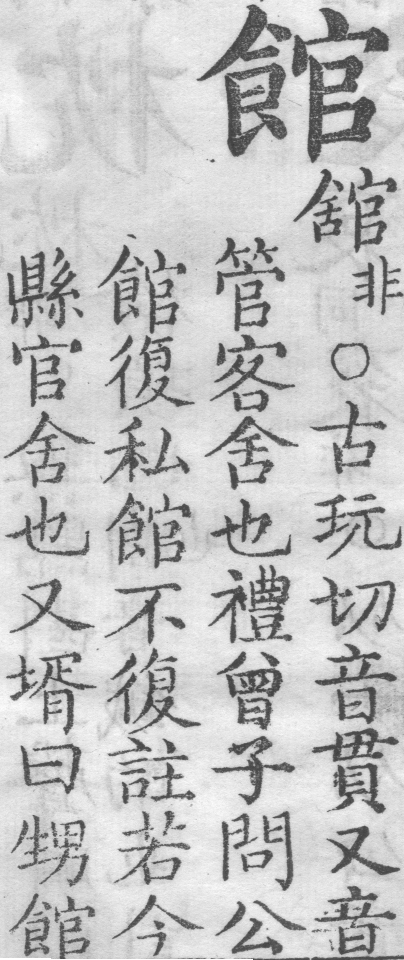 館
舘非○古玩切音貫又音
管客舍也禮曾子問公
館復私館不復註若今
縣官舍也又壻曰甥館